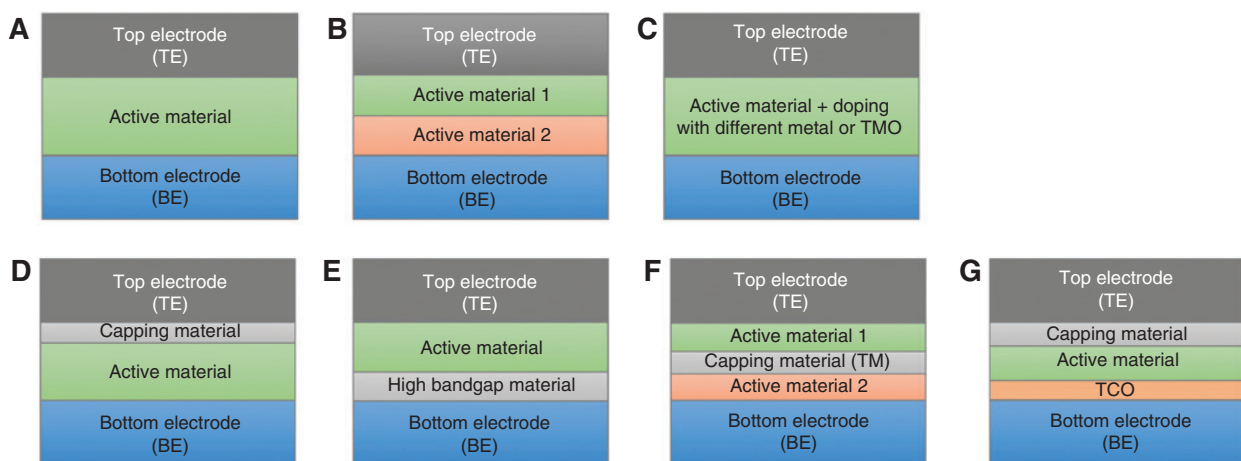 A
Top electrode
(TE)
Active material
Bottom electrode
(BE)
B
Top electrode
(TE)
Active material 1
Active material 2
Bottom electrode
(BE)
C
Top electrode
(TE)
Active material + doping
with different metal or TMO
Bottom electrode
(BE)
D
Top electrode
(TE)
Capping material
Active material
Bottom electrode
(BE)
E
Top electrode
(TE)
Active material
High bandgap material
Bottom electrode
(BE)
F
Top electrode
(TE)
Active material 1
Capping material (TM)
Active material 2
Bottom electrode
(BE)
G
Top electrode
(TE)
Capping material
Active material
TCO
Bottom electrode
(BE)